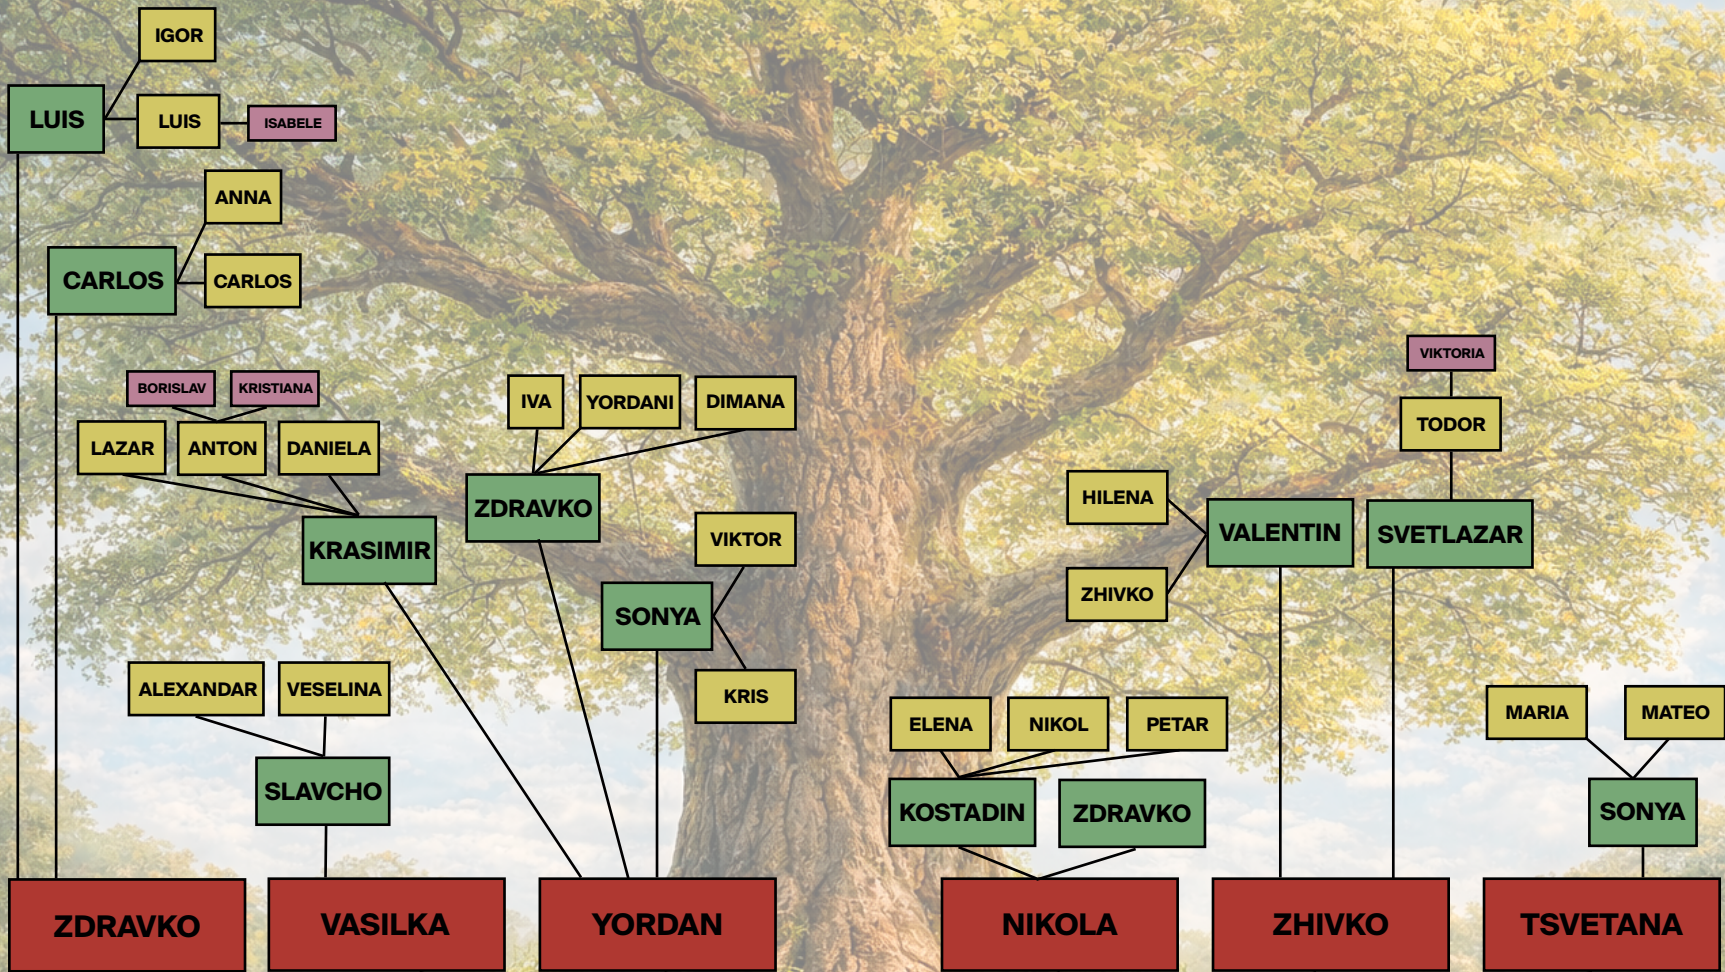 IGOR
LUIS
LUIS
ISABELE
ANNA
CARLOS
CARLOS
VIKTORIA
BORISLAV
KRISTIANA
IVA
YORDANI
DIMANA
TODOR
LAZAR
ANTON
DANIELA
HILENA
ZDRAVKO
VALENTIN
SVETLAZAR
VIKTOR
KRASIMIR
ZHIVKO
SONYA
ALEXANDAR
VESELINA
KRIS
ELENA
NIKOL
PETAR
MARIA
MATEO
SLAVCHO
KOSTADIN
ZDRAVKO
SONYA
ZDRAVKO
VASILKA
YORDAN
NIKOLA
ZHIVKO
TSVETANA